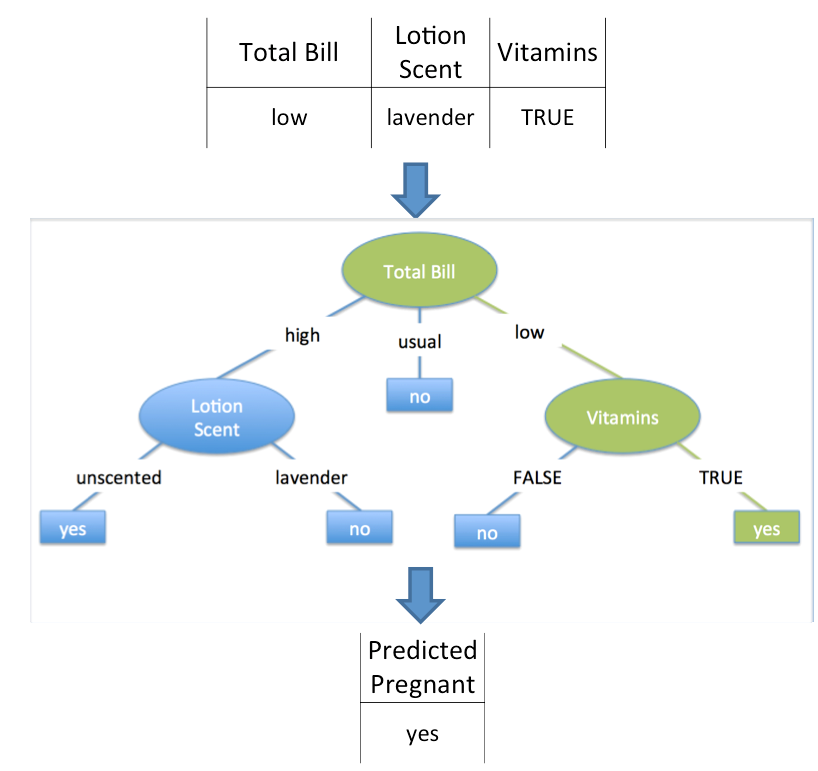 Total Bill
Lotion
Scent
Vitamins
low
lavender
TRUE
Total Bill
high
usual
low
no
Lotion
Scent
Vitamins
unscented
lavender
FALSE
TRUE
yes
no
no
yes
Predicted
Pregnant
yes